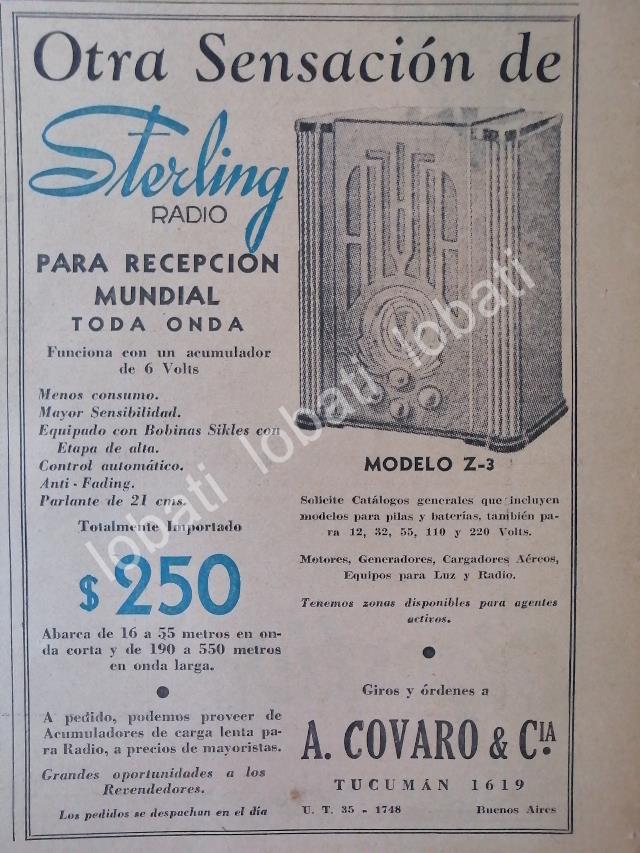 Otra Sensación de
Sterling
RADIO
PARA RECEPCION
MUNDIAL
TODA ONDA
Funciona con un acumulador
de 6 Volts
Menos consumo.
Mayor Sensibilidad.
Equipado con Bobinas Sikles con
Etapa de alta.
Control automático.
Anti - Fading.
Parlante de 21 cms.
Totalmente Importado
$ 250
Abarca de 16 a 55 metros en on-
da corta y de 190 a 550 metros
en onda larga.
A pedido, podemos proveer de
Acumuladores de carga lenta pa-
ra Radio, a precios de mayoristas.
Grandes oportunidades a los
Revendedores.
Los pedidos se despachan en el día
MODELO Z-3
Solicite Catálogos generales que incluyen
modelos para pilas y baterías, también pa-
ra 12, 32, 55, 110 y 220 Volts.
Motores, Generadores, Cargadores Aéreos,
Equipos para Luz y Radio.
Tenemos zonas disponibles para agentes
activos.
Giros y órdenes a
A. COVARO & CIA.
TUCUMÁN 1619
U. T. 35 - 1748 Buenos Aires
lobati lobati lobati